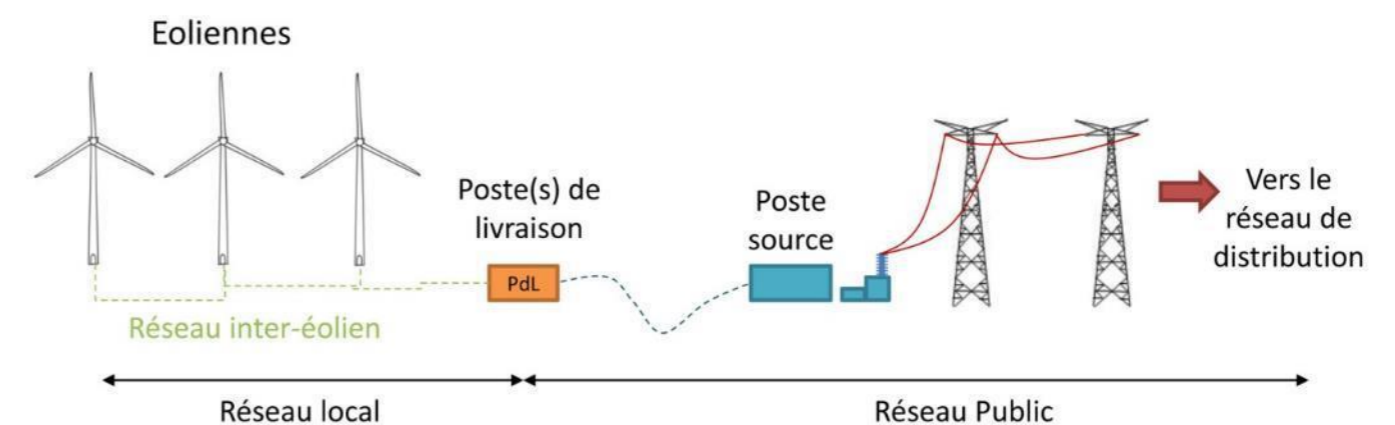 Eoliennes
Poste(s) de
livraison
Poste
source
Vers le
réseau de
distribution
PdL
Réseau inter-éolien
Réseau local
Réseau Public